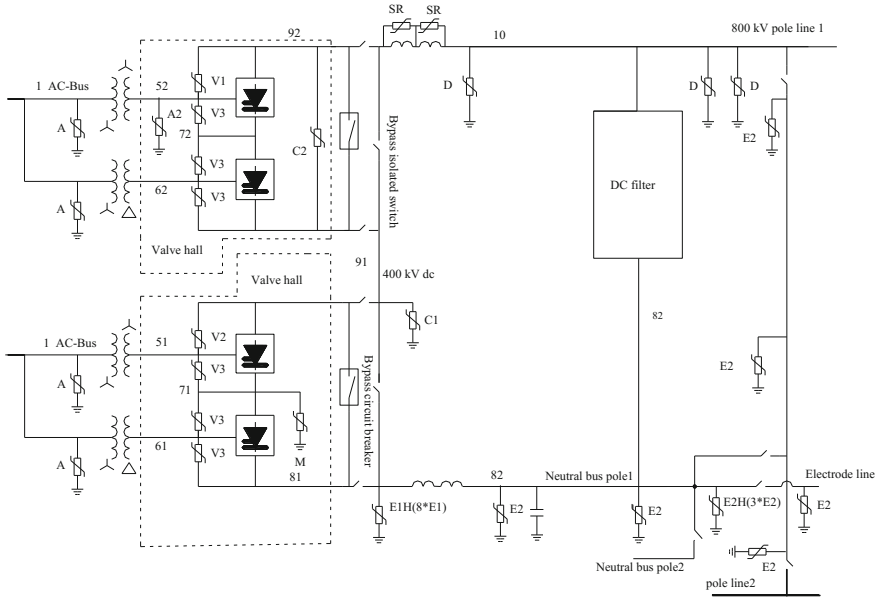 SR SR
92
10
800 kV pole line 1
1 AC-Bus
52
V1
A
A2
V3
72
C2
Bypass isolated switch
D
D
D
E2
V3
62
V3
A
DC filter
Valve hall
91
400 kV dc
Valve hall
82
C1
1 AC-Bus
51
V2
V3
A
71
Bypass circuit breaker
E2
V3
61
V3
M
A
81
82
Neutral bus pole1
Electrode line
E1H(8*E1)
E2
E2
E2H(3*E2)
E2
Neutral bus pole2
E2
pole line2